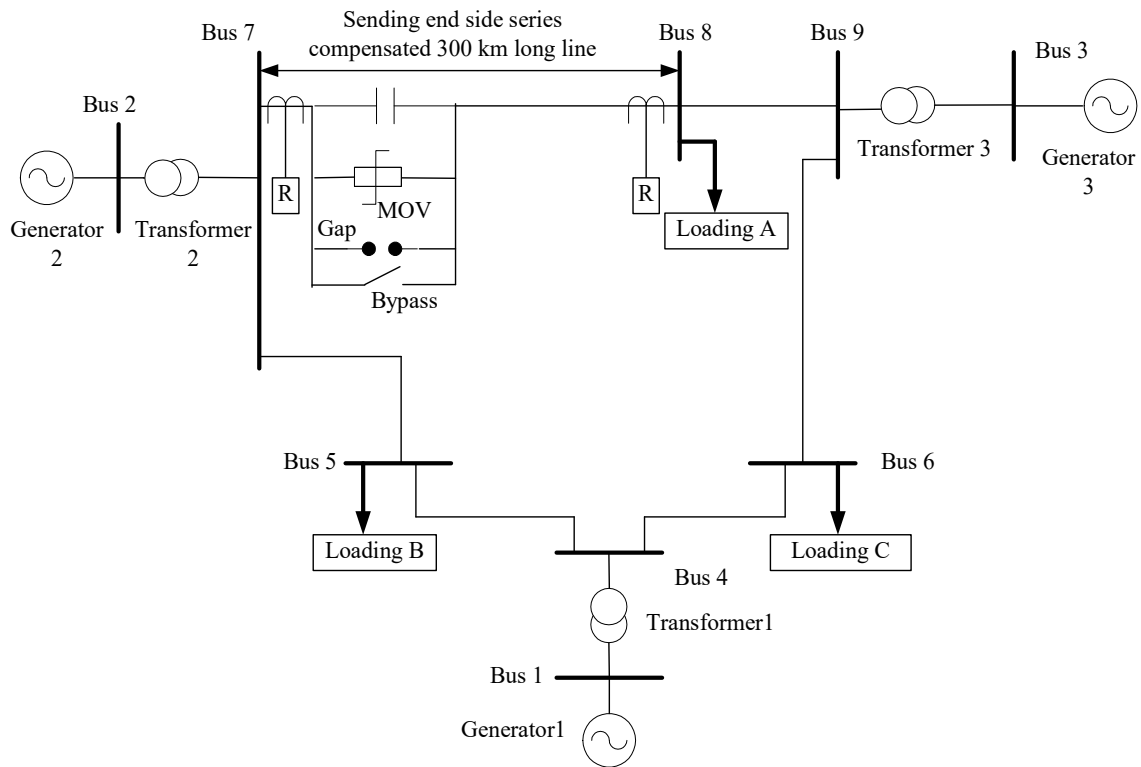 Sending end side series
compensated 300 km long line
Bus 7
Bus 8
Bus 9
Bus 3
Bus 2
Transformer 3
Generator
3
R
R
MOV
Generator
2
Transformer
2
Gap
Loading A
Bypass
Bus 5
Bus 6
Loading B
Loading C
Bus 4
Transformer1
Bus 1
Generator1